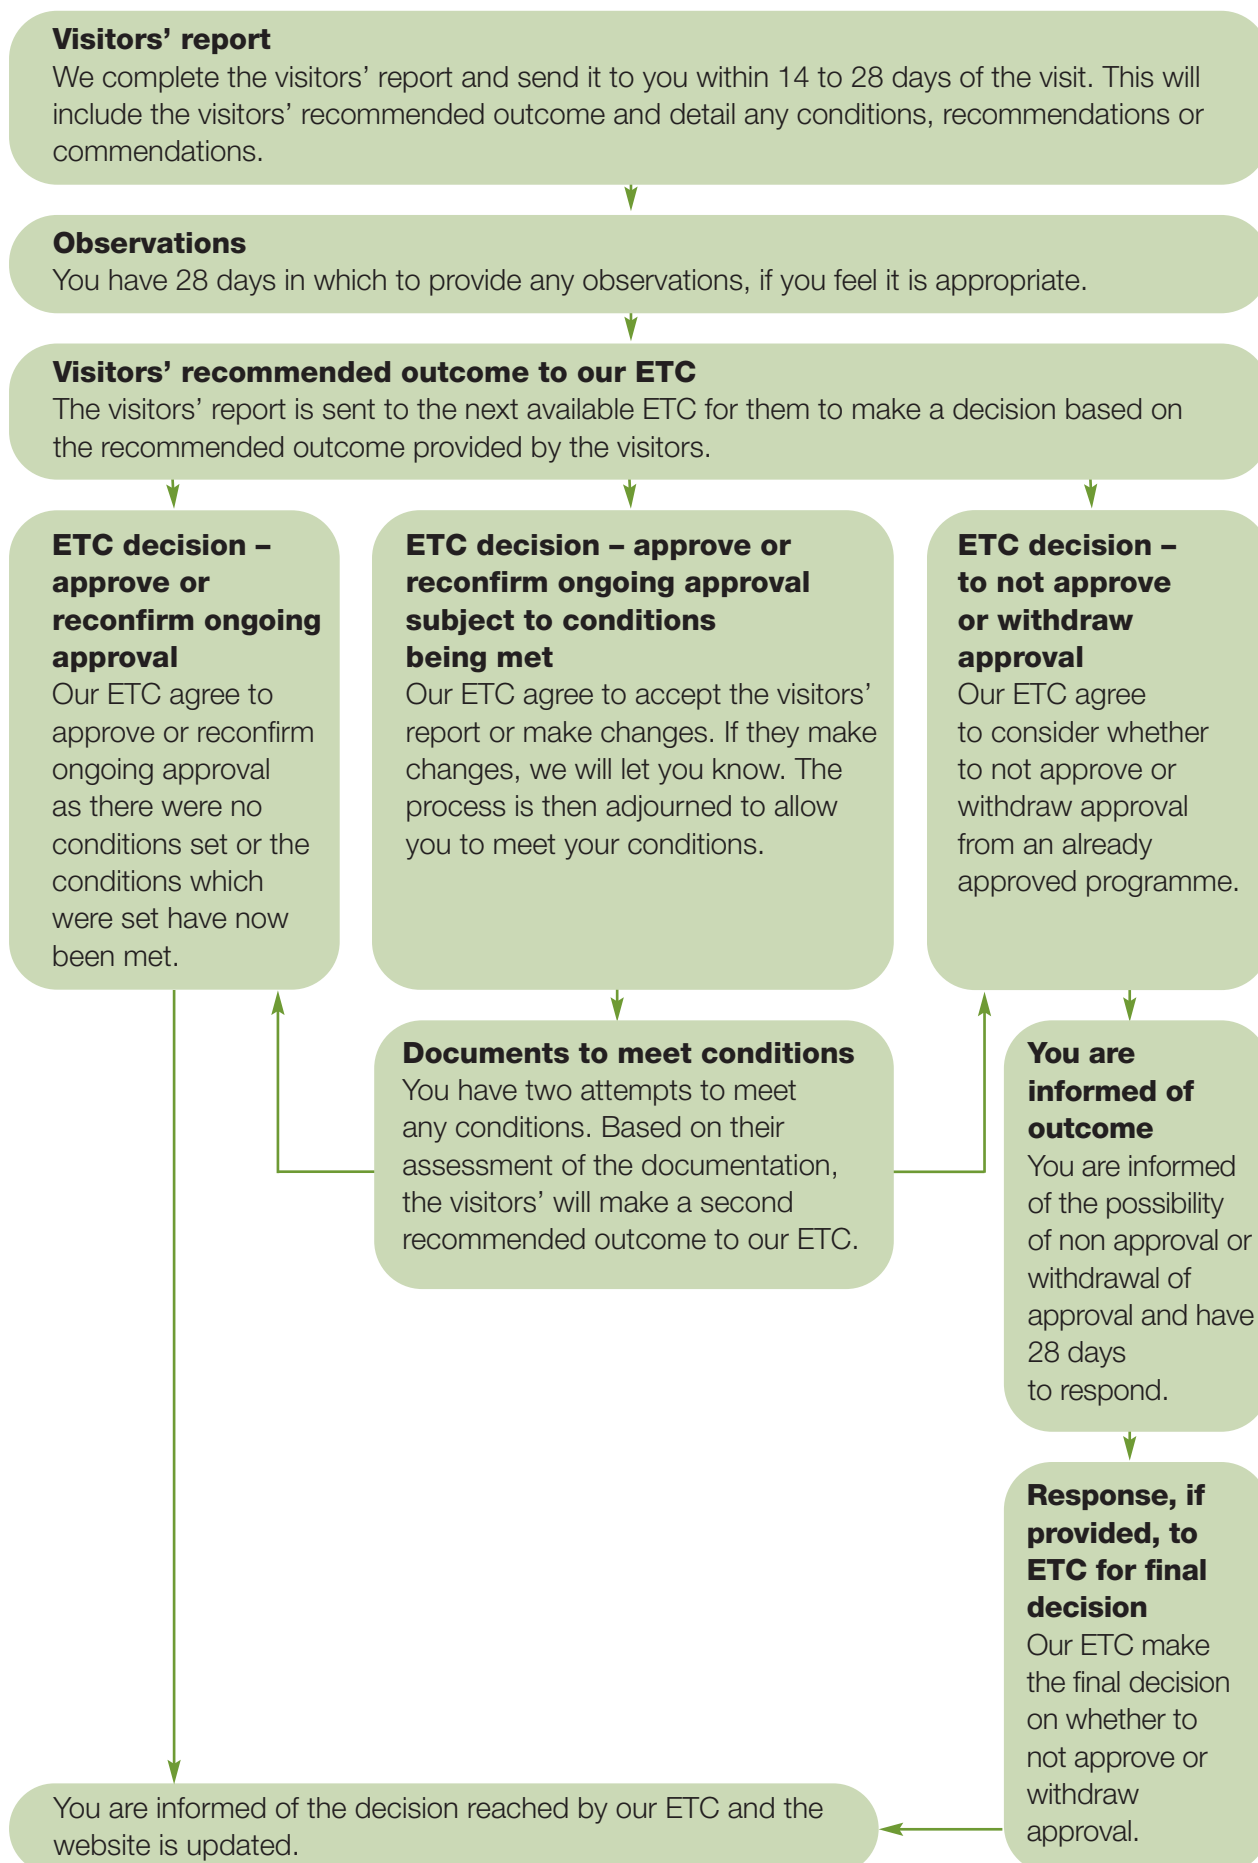 Visitors’ report
We complete the visitors’ report and send it to you within 14 to 28 days of the visit. This will
include the visitors’ recommended outcome and detail any conditions, recommendations or
commendations.
Observations
You have 28 days in which to provide any observations, if you feel it is appropriate.
Visitors’ recommended outcome to our ETC
The visitors’ report is sent to the next available ETC for them to make a decision based on
the recommended outcome provided by the visitors.
ETC decision –
approve or
reconfirm ongoing
approval
Our ETC agree to
approve or reconfirm
ongoing approval
as there were no
conditions set or the
conditions which
were set have now
been met.
ETC decision – approve or
reconfirm ongoing approval
subject to conditions
being met
Our ETC agree to accept the visitors’
report or make changes. If they make
changes, we will let you know. The
process is then adjourned to allow
you to meet your conditions.
ETC decision –
to not approve
or withdraw
approval
Our ETC agree
to consider whether
to not approve or
withdraw approval
from an already
approved programme.
Documents to meet conditions
You have two attempts to meet
any conditions. Based on their
assessment of the documentation,
the visitors’ will make a second
recommended outcome to our ETC.
You are
informed of
outcome
You are informed
of the possibility
of non approval or
withdrawal of
approval and have
28 days
to respond.
Response, if
provided, to
ETC for final
decision
Our ETC make
the final decision
on whether to
not approve or
withdraw
approval.
You are informed of the decision reached by our ETC and the
website is updated.